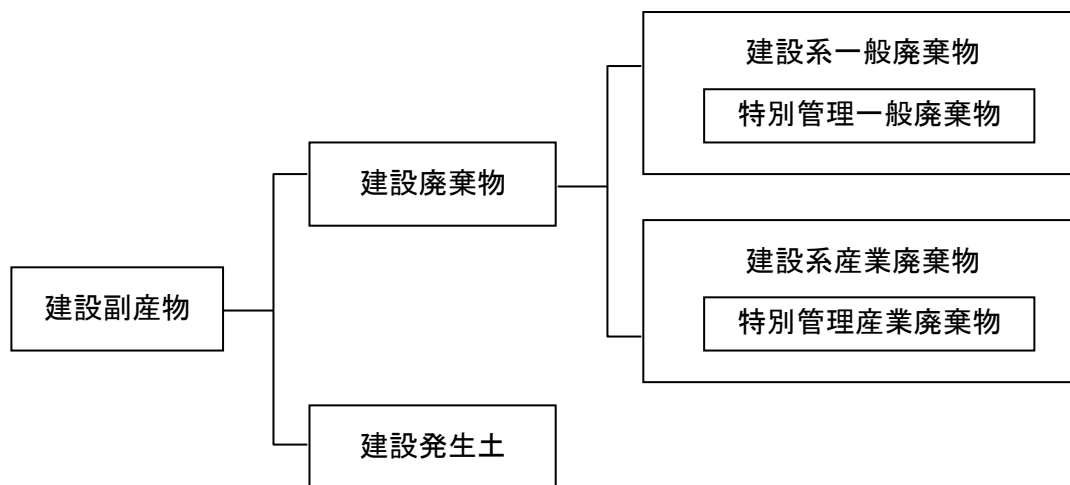 建設系一般廃棄物
特別管理一般廃棄物
建設廃棄物
建設系産業廃棄物
特別管理産業廃棄物
建設副産物
建設発生土